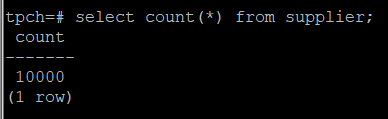 tpch=# select count(*) from supplier;
 count
-------
 10000
(1 row)